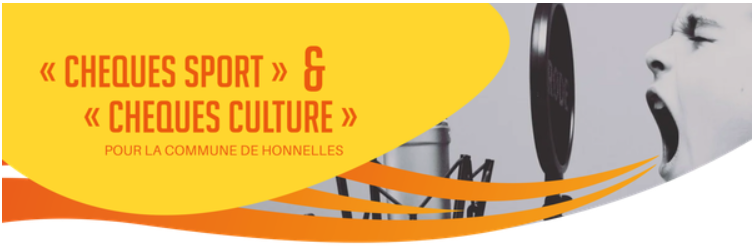 « CHEQUES SPORT » &
« CHEQUES CULTURE »
POUR LA COMMUNE DE HONNELLES